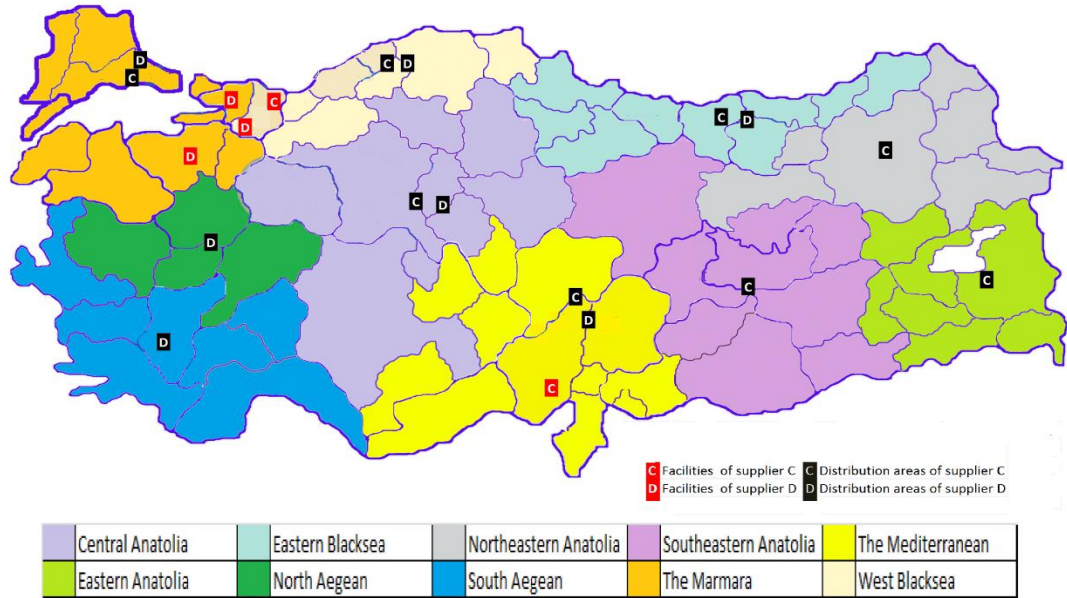 D
C
C D
D
C
D
D
C
D
C
C D
D
C
C
C
D
D
C
C Facilities of supplier C C Distribution areas of supplier C
D Facilities of supplier D D Distribution areas of supplier D
Central Anatolia Eastern Blacksea Northeastern Anatolia Southeastern Anatolia The Mediterranean
Eastern Anatolia North Aegean South Aegean The Marmara West Blacksea